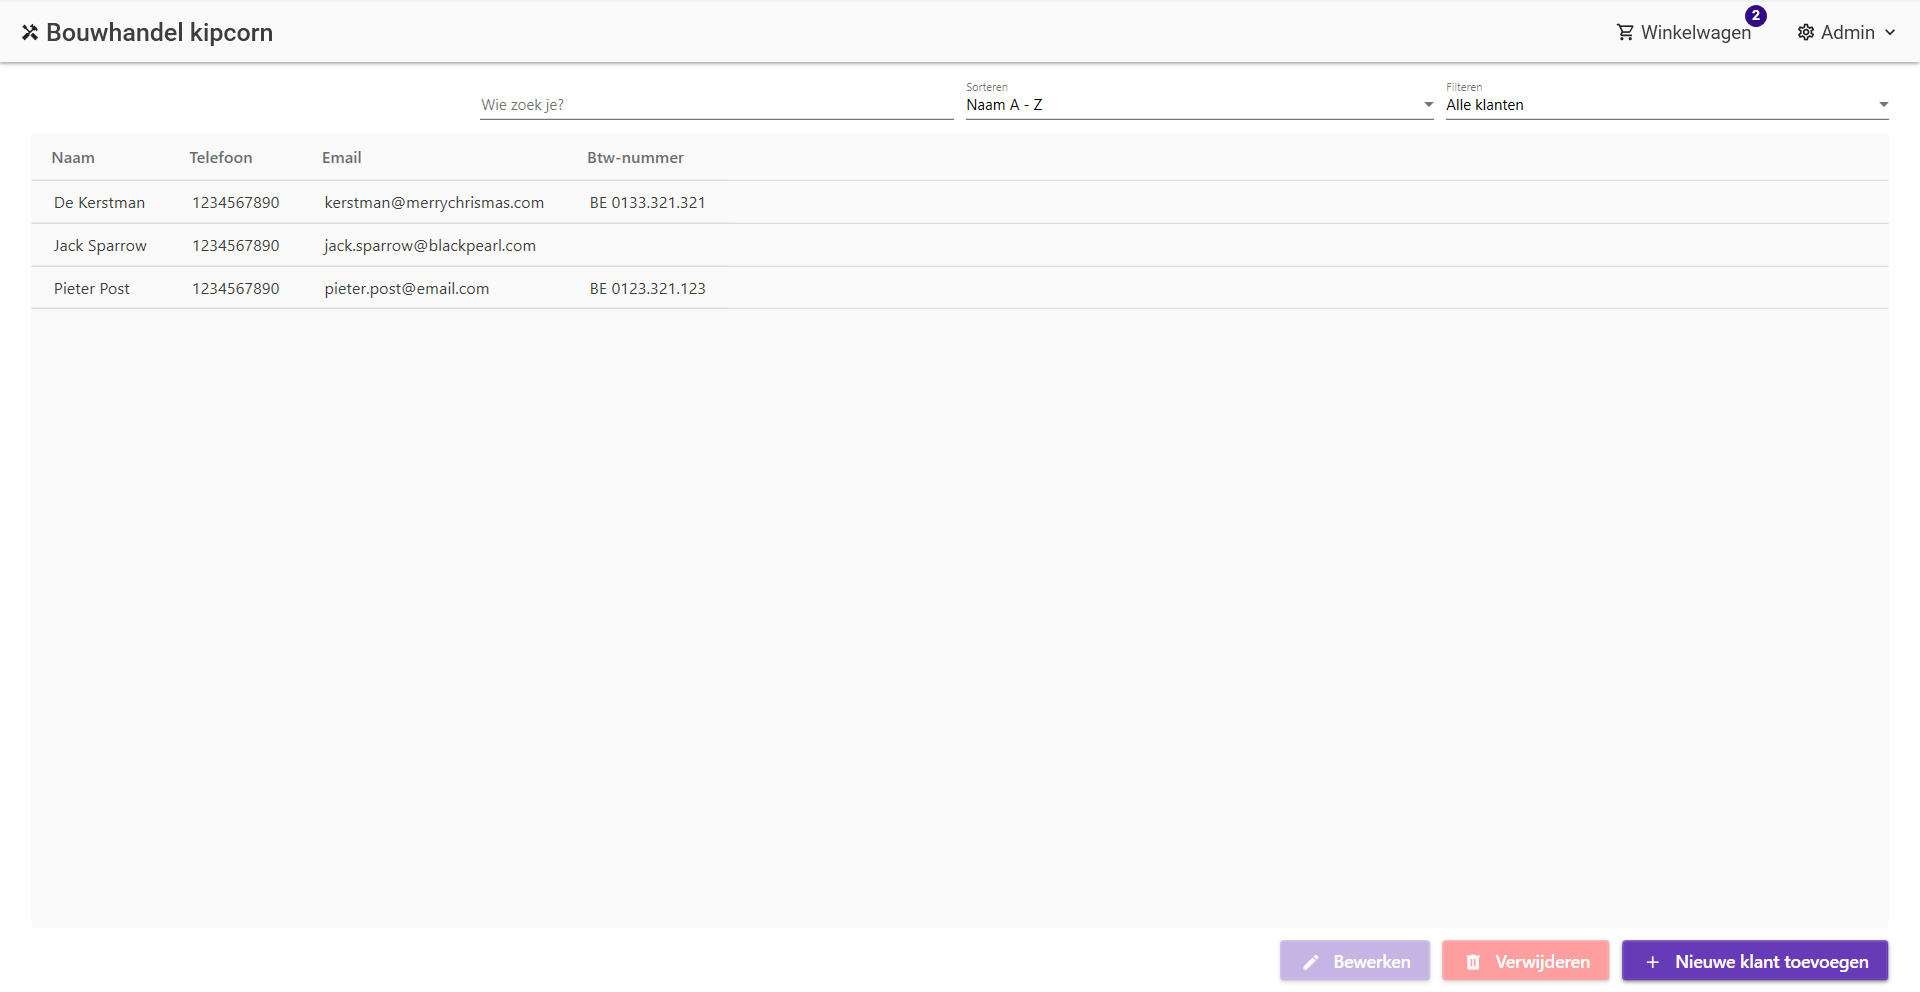 Bouwhandel kipcorn
Winkelwagen 2
Admin
Wie zoek je?
Sorteren
Naam A - Z
Filteren
Alle klanten
Naam Telefoon Email Btw-nummer
De Kerstman 1234567890 kerstman@merrychrismas.com BE 0133.321.321
Jack Sparrow 1234567890 jack.sparrow@blackpearl.com
Pieter Post 1234567890 pieter.post@email.com BE 0123.321.123
Bewerken
Verwijderen
+ Nieuwe klant toevoegen